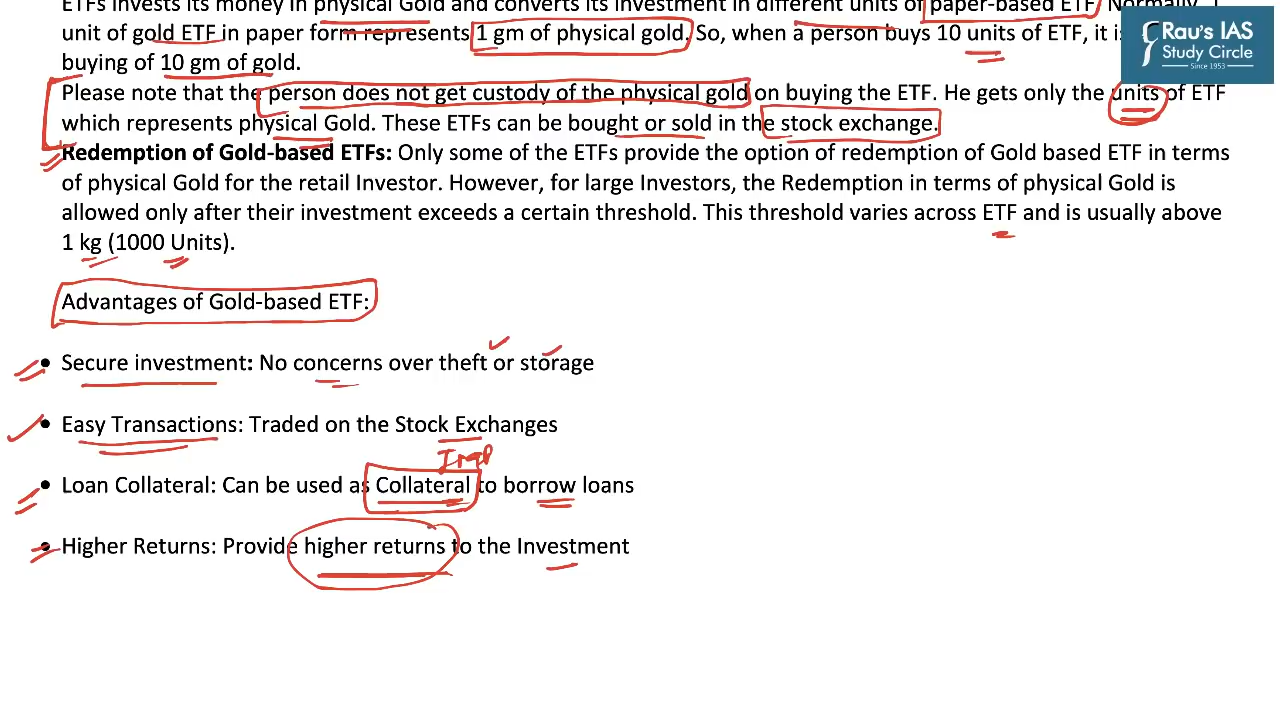 ETFs invests its money in physical Gold and converts its investment in different units of paper-based ETF. Normally, 1
unit of gold ETF in paper form represents 1 gm of physical gold. So, when a person buys 10 units of ETF, it is
buying of 10 gm of gold.
Please note that the person does not get custody of the physical gold on buying the ETF. He gets only the units of ETF
which represents physical Gold. These ETFs can be bought or sold in the stock exchange.
Redemption of Gold-based ETFs: Only some of the ETFs provide the option of redemption of Gold based ETF in terms
of physical Gold for the retail Investor. However, for large Investors, the Redemption in terms of physical Gold is
allowed only after their investment exceeds a certain threshold. This threshold varies across ETF and is usually above
1 kg (1000 Units).
Advantages of Gold-based ETF:
• Secure investment: No concerns over theft or storage
• Easy Transactions: Traded on the Stock Exchanges
Imp
• Loan Collateral: Can be used as Collateral to borrow loans
• Higher Returns: Provide higher returns to the Investment
Rau's IAS
Study Circle
Since 1953